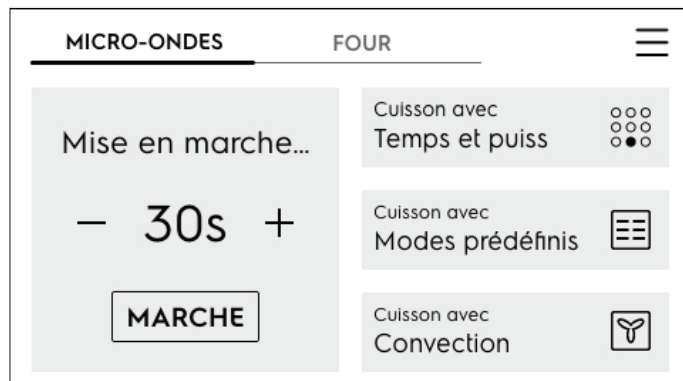 MICRO-ONDES
FOUR
Mise en marche...
− 30s +
MARCHE
Cuisson avec
Temps et puiss
Cuisson avec
Modes prédéfinis
Cuisson avec
Convection